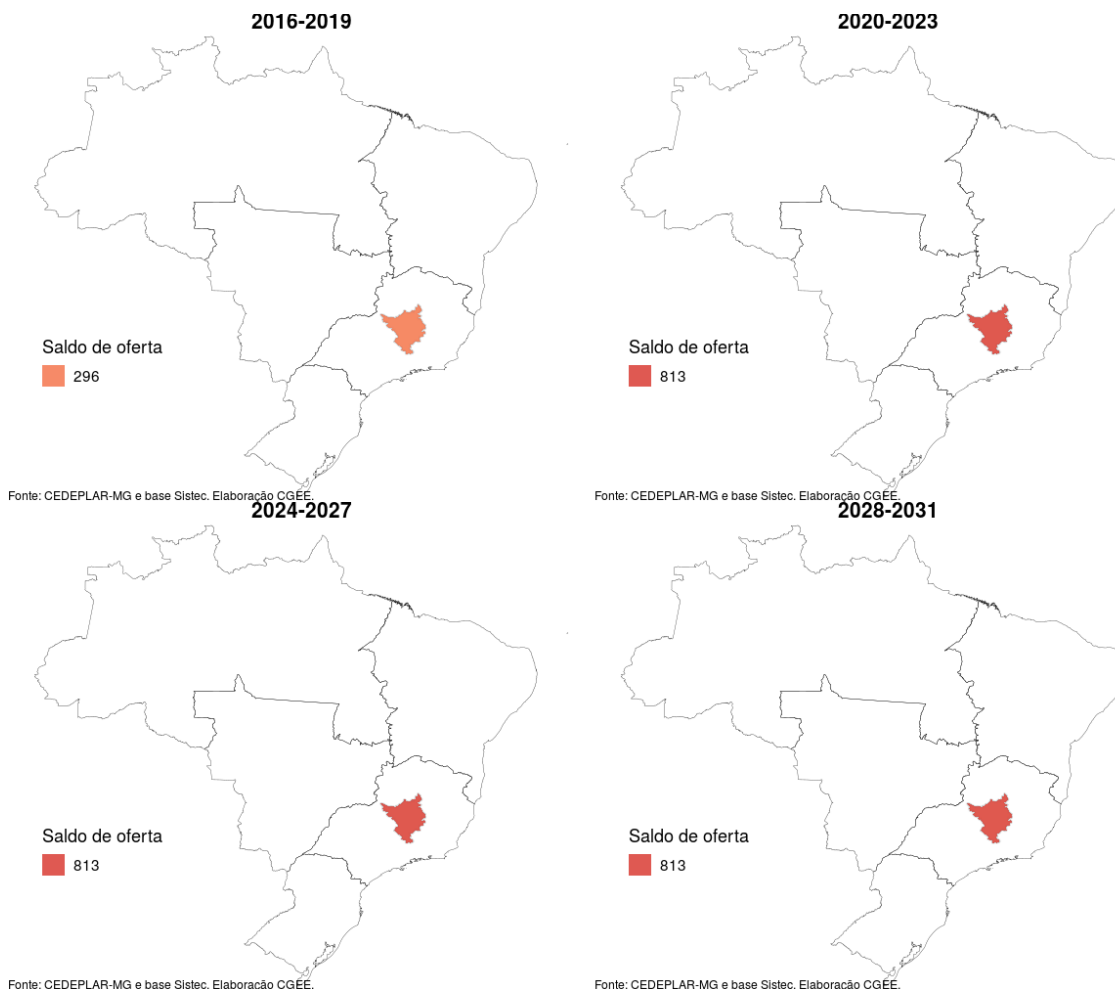 2016-2019
Saldo de oferta
296
Fonte: CEDEPLAR-MG e base Sistec. Elaboração CGEE.
2020-2023
Saldo de oferta
813
Fonte: CEDEPLAR-MG e base Sistec. Elaboração CGEE.
2024-2027
Saldo de oferta
813
Fonte: CEDEPLAR-MG e base Sistec. Elaboração CGEE.
2028-2031
Saldo de oferta
813
Fonte: CEDEPLAR-MG e base Sistec. Elaboração CGEE.